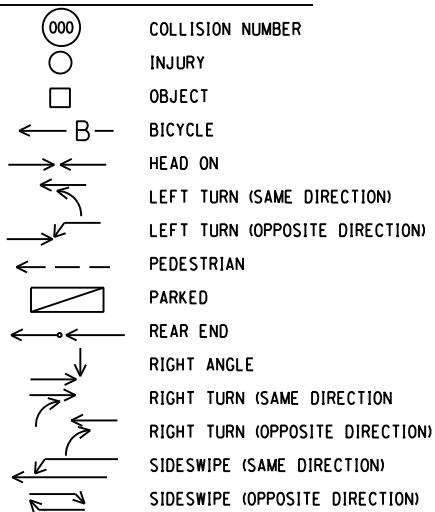 000 COLLISION NUMBER
INJURY
OBJECT
B BICYCLE
HEAD ON
LEFT TURN (SAME DIRECTION)
LEFT TURN (OPPOSITE DIRECTION)
PEDESTRIAN
PARKED
REAR END
RIGHT ANGLE
RIGHT TURN (SAME DIRECTION
RIGHT TURN (OPPOSITE DIRECTION)
SIDESWIPE (SAME DIRECTION)
SIDESWIPE (OPPOSITE DIRECTION)